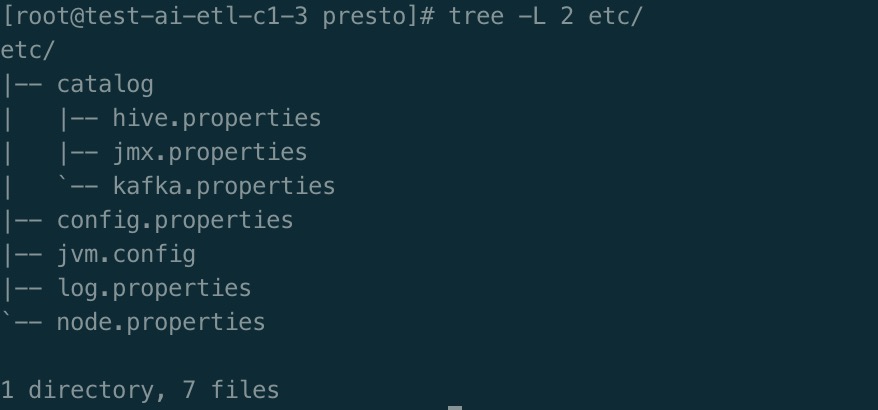 [root@test-ai-etl-c1-3 presto]# tree -L 2 etc/
etc/
|-- catalog
|   |-- hive.properties
|   |-- jmx.properties
|   `-- kafka.properties
|-- config.properties
|-- jvm.config
|-- log.properties
`-- node.properties

1 directory, 7 files